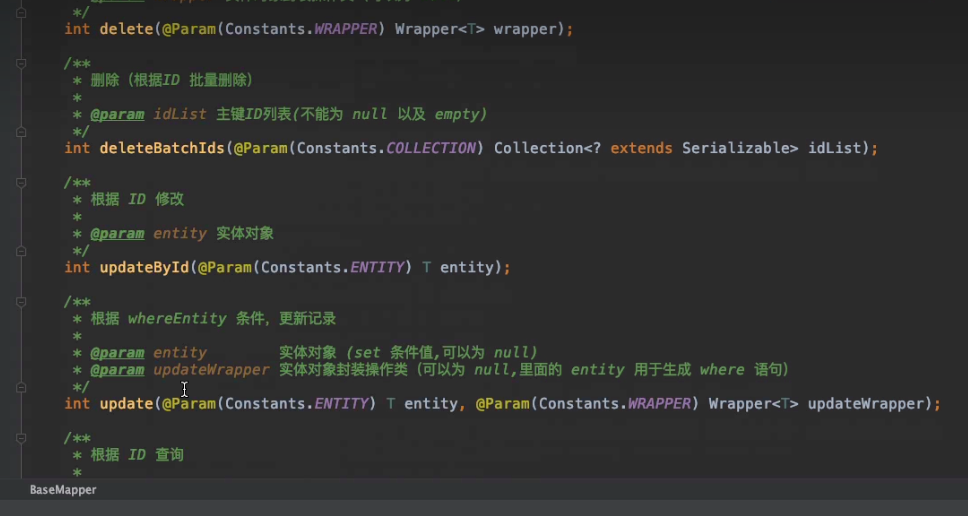 */
int delete(@Param(Constants.WRAPPER) Wrapper<T> wrapper);
/**
* 删除（根据ID 批量删除）
*
* @param idList 主键ID列表(不能为 null 以及 empty)
*/
int deleteBatchIds(@Param(Constants.COLLECTION) Collection<? extends Serializable> idList);
/**
* 根据 ID 修改
*
* @param entity 实体对象
*/
int updateById(@Param(Constants.ENTITY) T entity);
/**
* 根据 whereEntity 条件，更新记录
*
* @param entity 实体对象 (set 条件值,可以为 null)
* @param updateWrapper 实体对象封装操作类（可以为 null,里面的 entity 用于生成 where 语句）
*/
int update(@Param(Constants.ENTITY) T entity, @Param(Constants.WRAPPER) Wrapper<T> updateWrapper);
/**
* 根据 ID 查询
*
BaseMapper